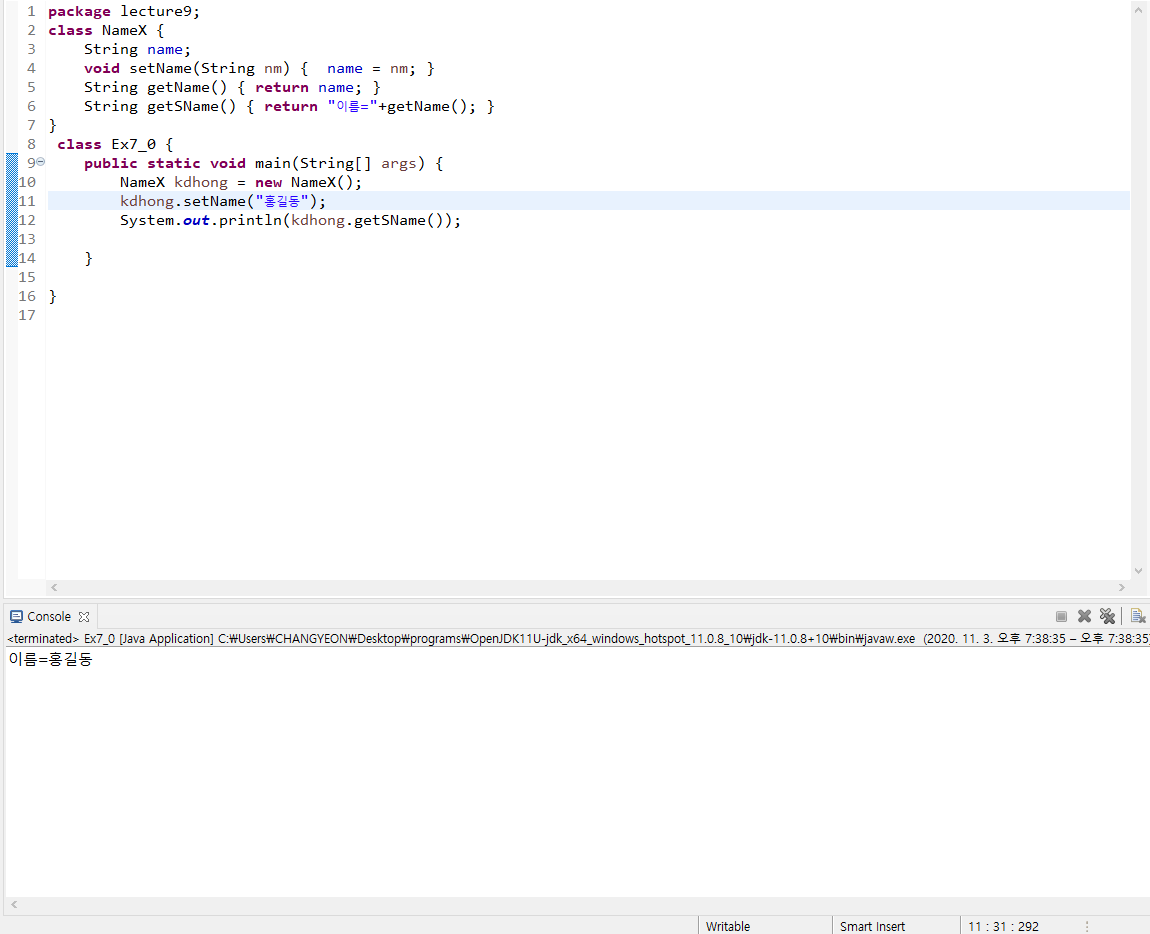 1 package lecture9;
2 class NameX {
3     String name;
4     void setName(String nm) {  name = nm; }
5     String getName() { return name; }
6     String getSName() { return "이름="+getName(); }
7 }
8  class Ex7_0 {
9     public static void main(String[] args) {
10         NameX kdhong = new NameX();
11         kdhong.setName("홍길동");
12         System.out.println(kdhong.getSName());
13
14     }
15
16 }
17
Console
<terminated> Ex7_0 [Java Application] C:₩Users₩CHANGYEON₩Desktop₩programs₩OpenJDK11U-jdk_x64_windows_hotspot_11.0.8_10₩jdk-11.0.8+10₩bin₩javaw.exe  (2020. 11. 3. 오후 7:38:35 – 오후 7:38:35)
이름=홍길동
Writable Smart Insert 11 : 31 : 292